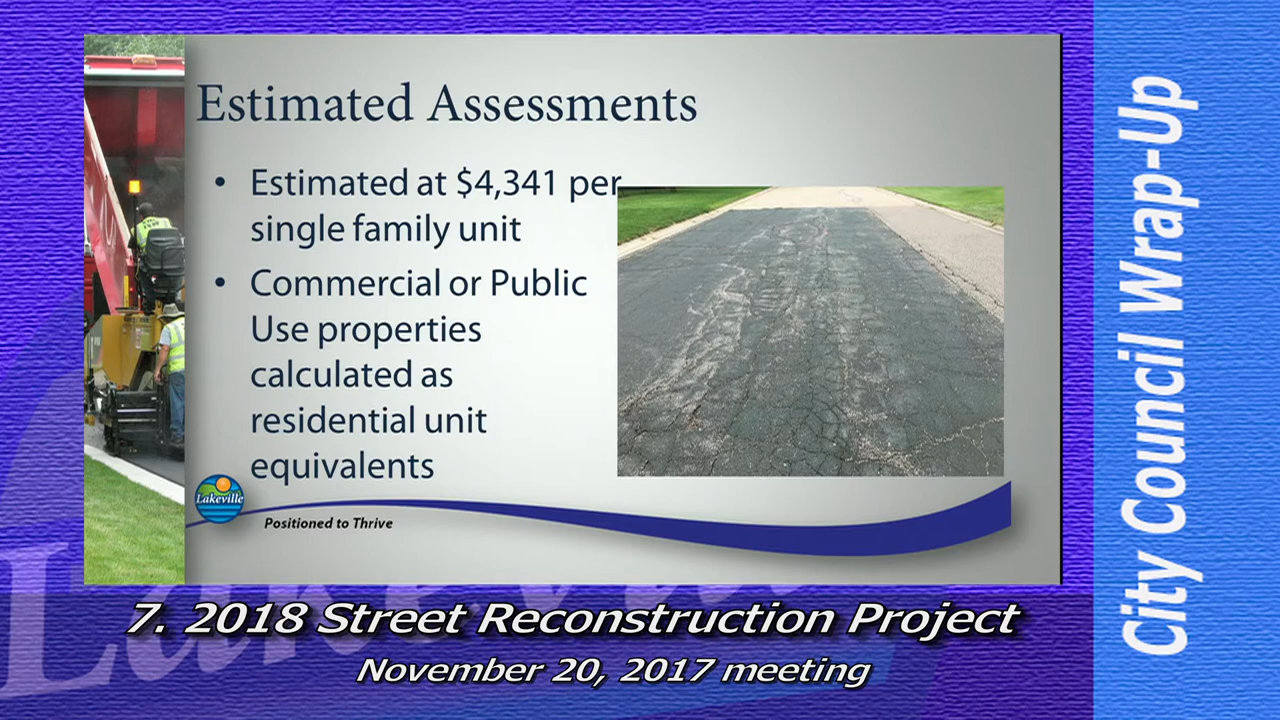 Estimated Assessments
• Estimated at $4,341 per
single family unit
• Commercial or Public
Use properties
calculated as
residential unit
equivalents
Lakeville
Positioned to Thrive
7. 2018 Street Reconstruction Project
November 20, 2017 meeting
City Council Wrap-Up
Lakeville